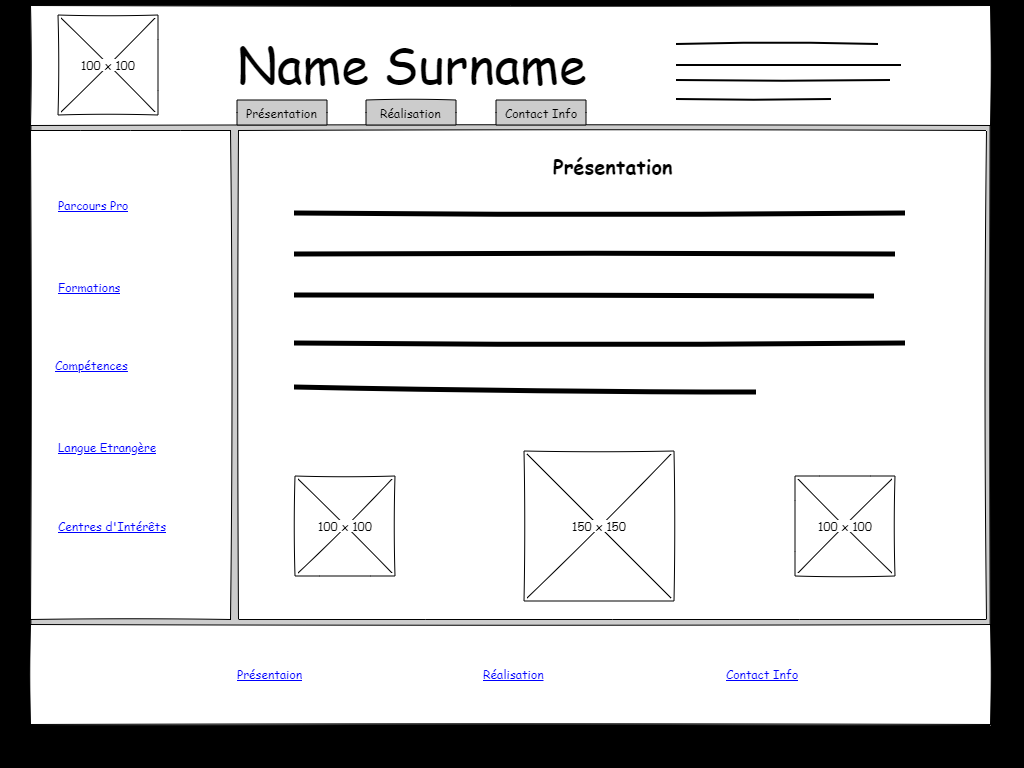 100 x 100
Name Surname
Présentation
Réalisation
Contact Info
Présentation
Parcours Pro
Formations
Compétences
Langue Etrangère
Centres d'Intérêts
100 x 100
150 x 150
100 x 100
Présentaion
Réalisation
Contact Info